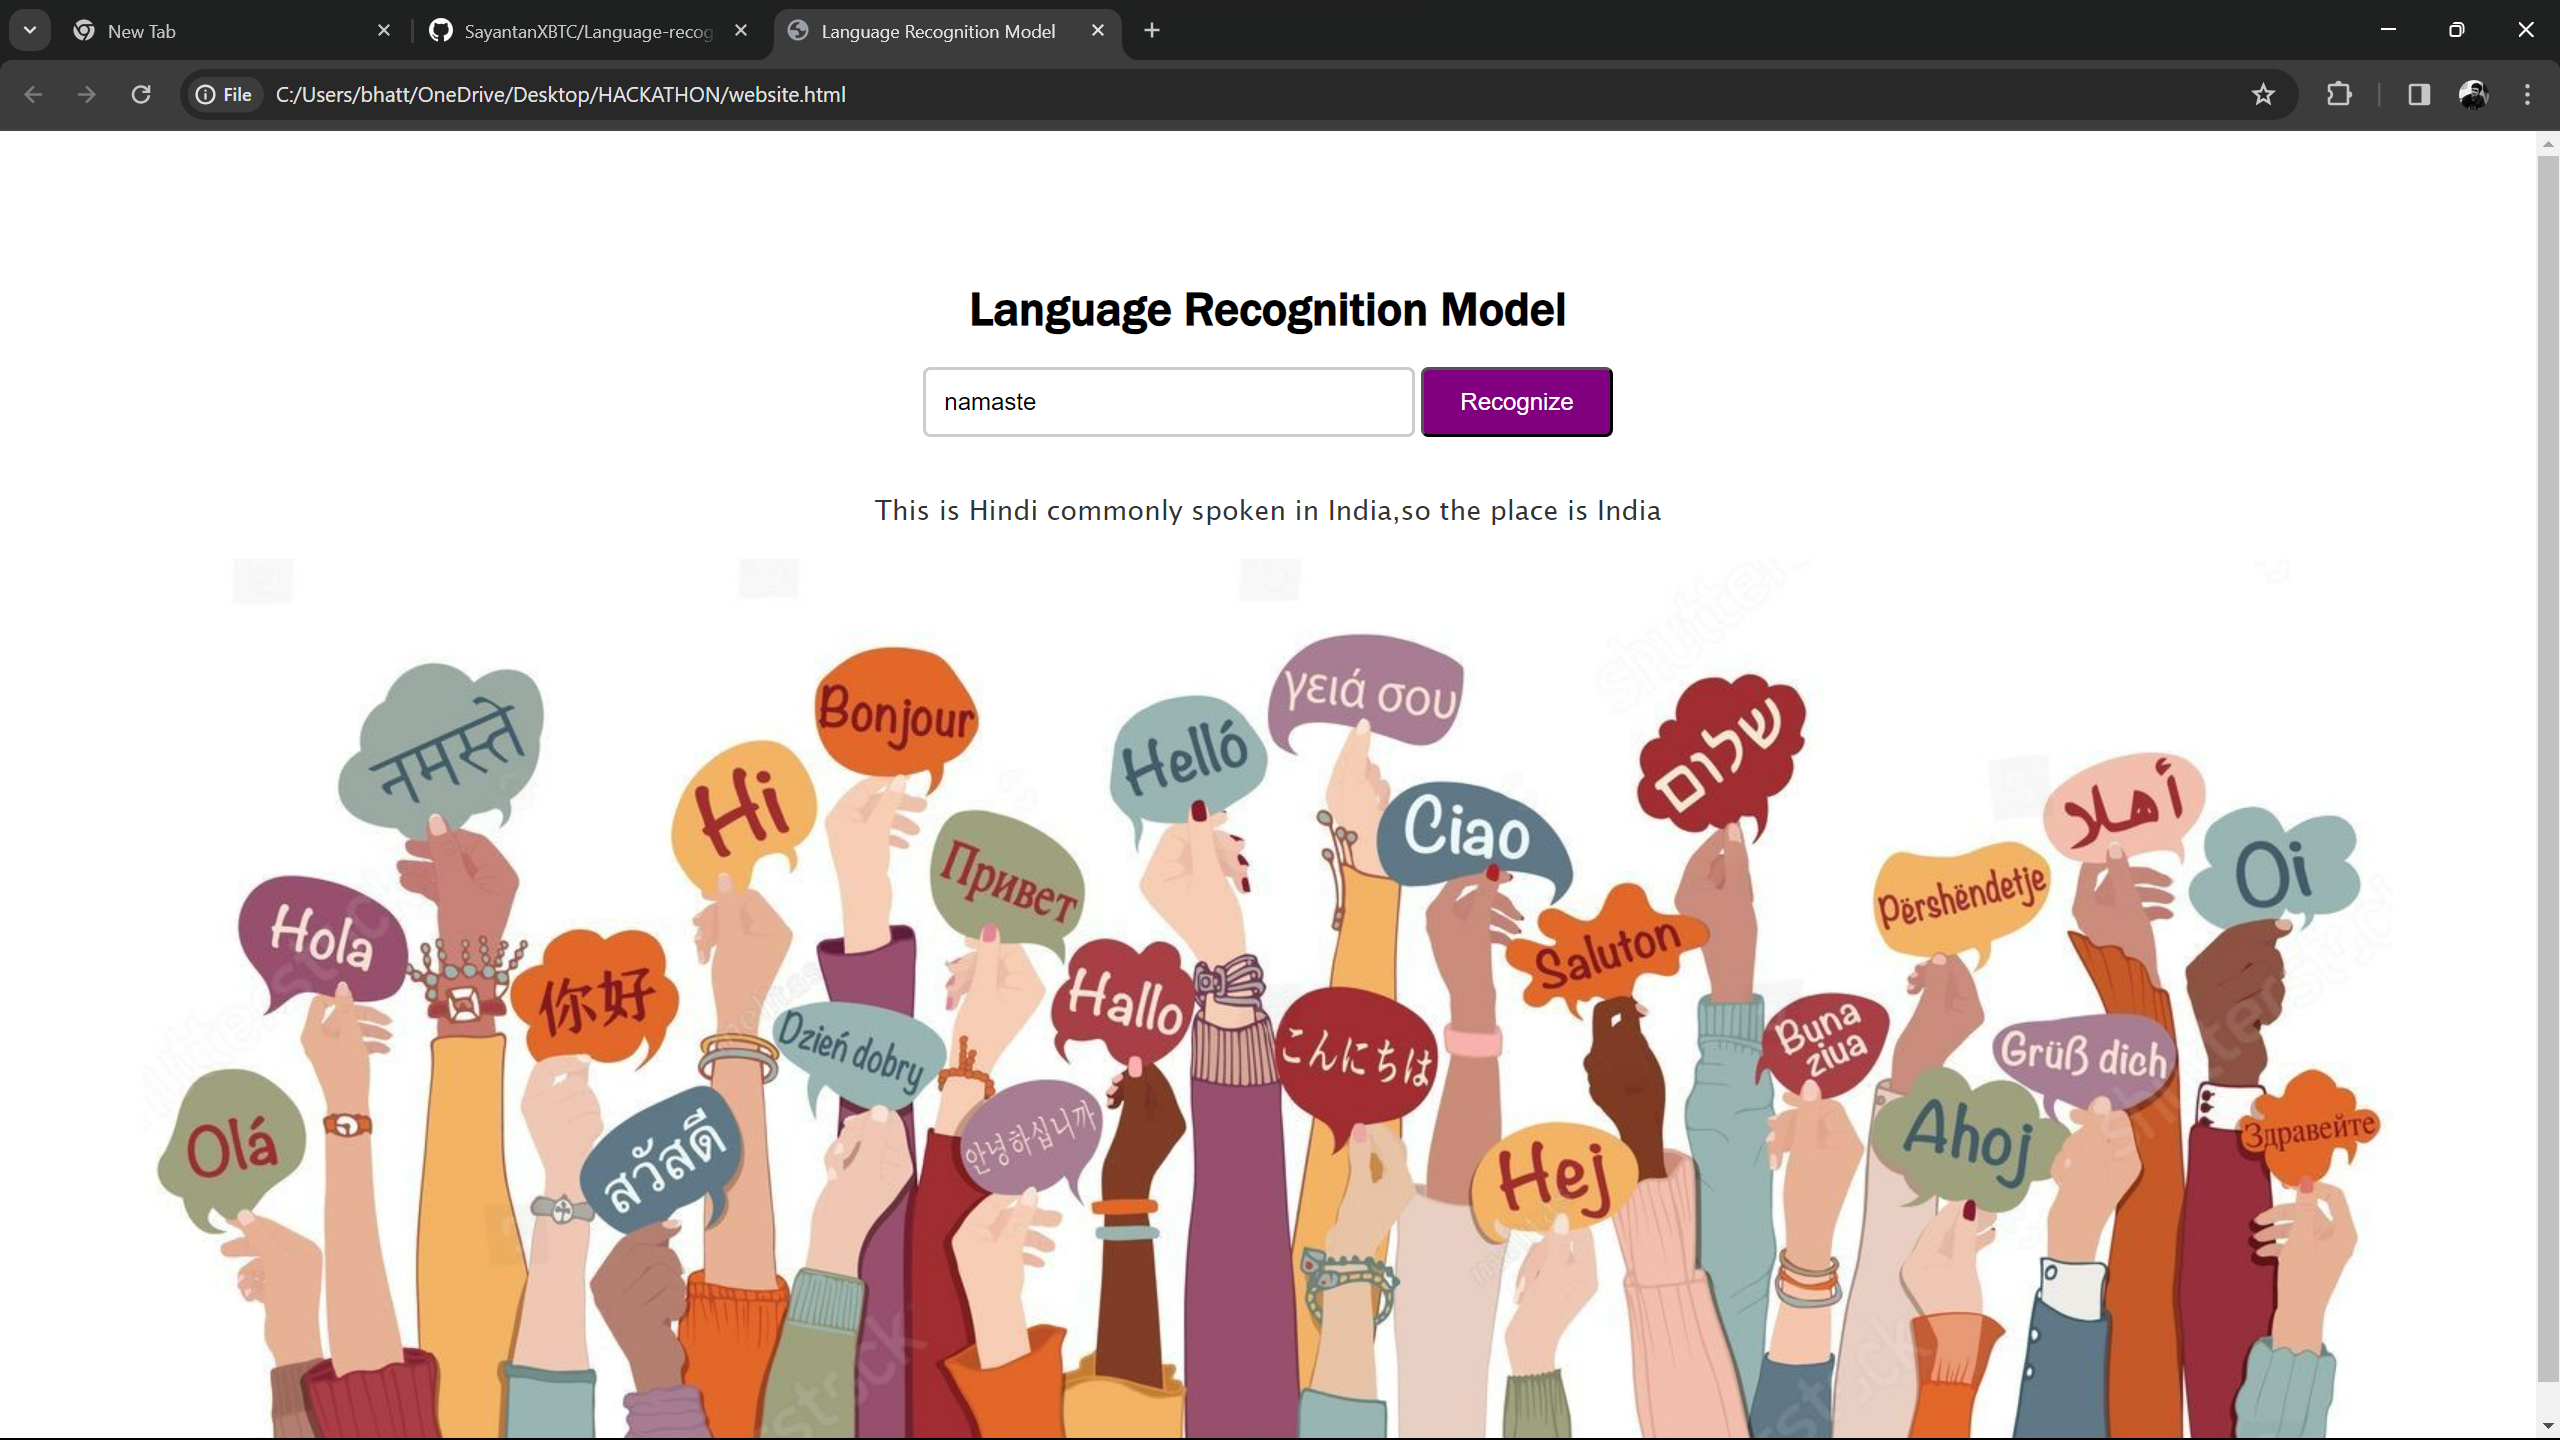 New Tab
SayantanXBTC/Language-recog
Language Recognition Model
File
C:/Users/bhatt/OneDrive/Desktop/HACKATHON/website.html
Language Recognition Model
namaste
Recognize
This is Hindi commonly spoken in India,so the place is India
नमस्ते
Bonjour
γειά σου
Helló
שלום
Hi
Ciao
أهلا
Привет
Oi
Përshëndetje
Hola
Saluton
你好
Hallo
Dzień dobry
こんにちは
Buna
ziua
Grüß dich
Olá
สวัสดี
안녕하십니까
Hej
Ahoj
Здравейте
shutterstock